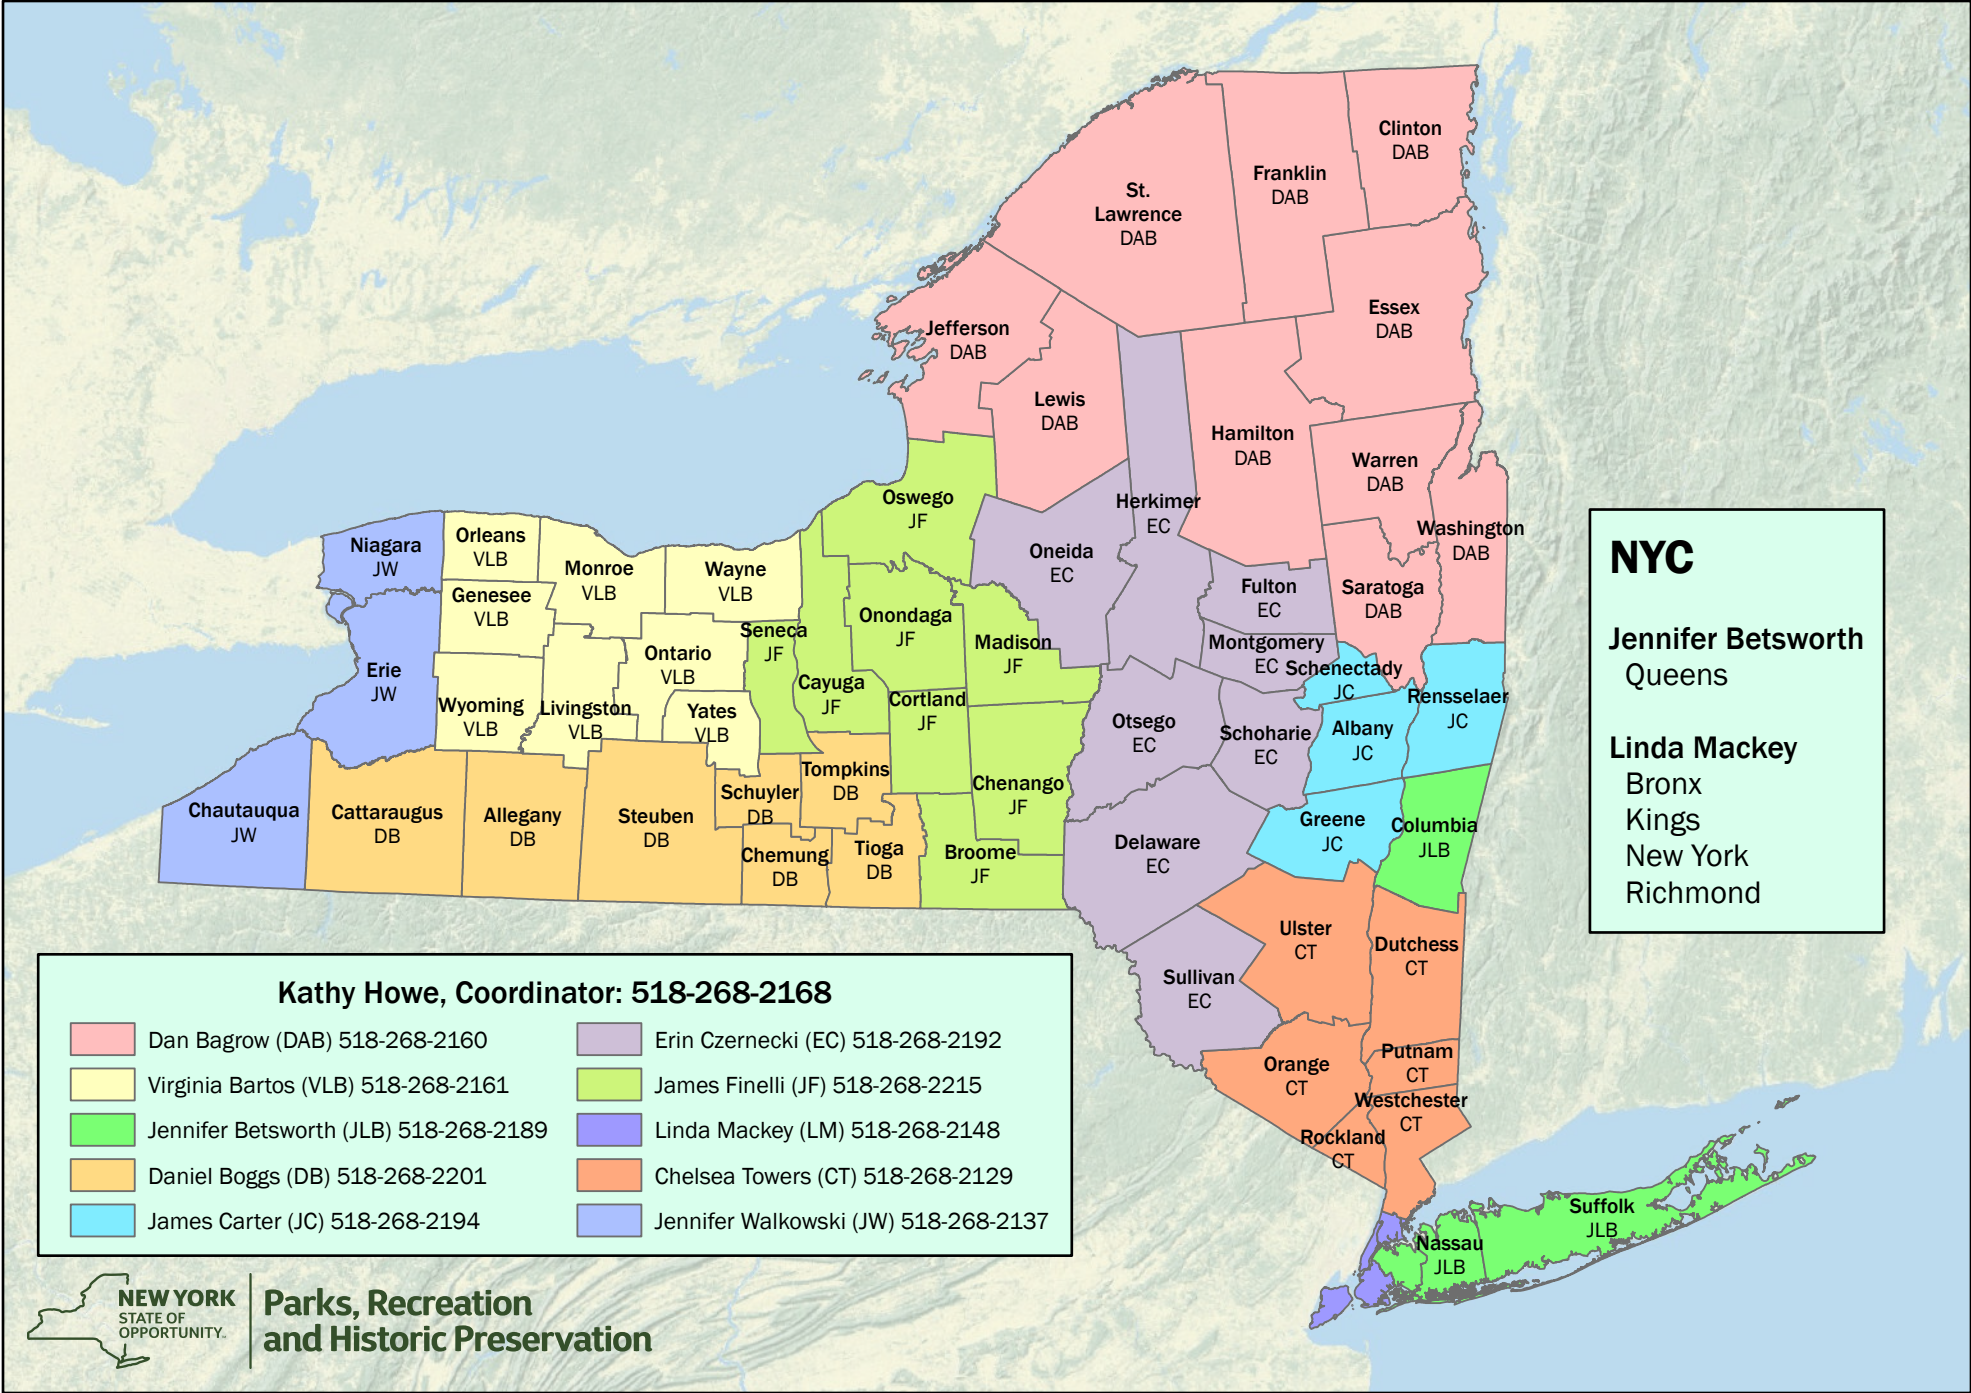 Clinton
DAB
Franklin
DAB
St.
Lawrence
DAB
Essex
DAB
Jefferson
DAB
Lewis
DAB
Hamilton
DAB
Warren
DAB
Washington
DAB
Saratoga
DAB
Herkimer
EC
Oneida
EC
Fulton
EC
Montgomery
EC
Otsego
EC
Schoharie
EC
Delaware
EC
Sullivan
EC
Oswego
JF
Onondaga
JF
Madison
JF
Seneca
JF
Cayuga
JF
Cortland
JF
Chenango
JF
Broome
JF
Niagara
JW
Erie
JW
Chautauqua
JW
Orleans
VLB
Monroe
VLB
Wayne
VLB
Genesee
VLB
Ontario
VLB
Wyoming
VLB
Livingston
VLB
Yates
VLB
Cattaraugus
DB
Allegany
DB
Steuben
DB
Schuyler
DB
Tompkins
DB
Chemung
DB
Tioga
DB
Schenectady
JC
Rensselaer
JC
Albany
JC
Greene
JC
Columbia
JLB
Ulster
CT
Dutchess
CT
Orange
CT
Putnam
CT
Westchester
CT
Rockland
CT
Nassau
JLB
Suffolk
JLB
NYC
Jennifer Betsworth
Queens
Linda Mackey
Bronx
Kings
New York
Richmond
Kathy Howe, Coordinator: 518-268-2168
Dan Bagrow (DAB) 518-268-2160
Virginia Bartos (VLB) 518-268-2161
Jennifer Betsworth (JLB) 518-268-2189
Daniel Boggs (DB) 518-268-2201
James Carter (JC) 518-268-2194
Erin Czernecki (EC) 518-268-2192
James Finelli (JF) 518-268-2215
Linda Mackey (LM) 518-268-2148
Chelsea Towers (CT) 518-268-2129
Jennifer Walkowski (JW) 518-268-2137
NEW YORK
STATE OF
OPPORTUNITY™
Parks, Recreation
and Historic Preservation